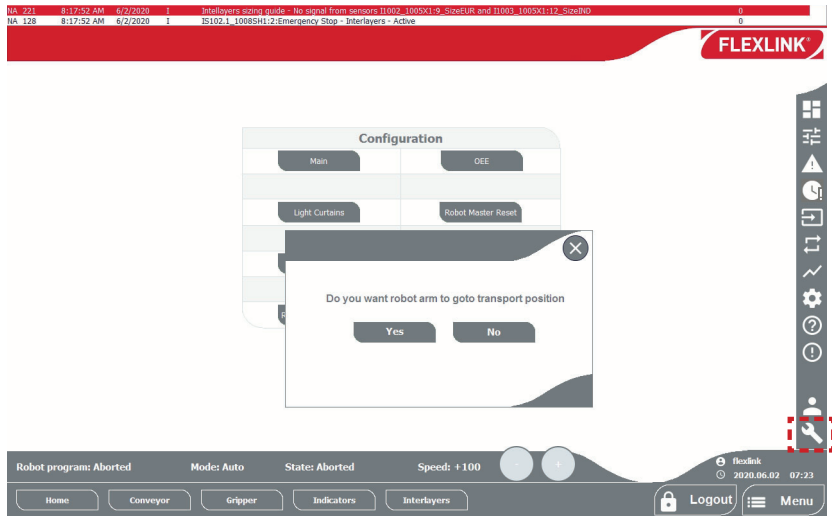 NA 221 8:17:52 AM 6/2/2020 I Intellayers sizing guide - No signal from sensors I1002_1005X1:9_SizeEUR and I1003_1005X1:12_SizeIND 0
NA 128 8:17:52 AM 6/2/2020 I IS102.1_1008SH1:2:Emergency Stop - Interlayers - Active 0
FLEXLINK®
Configuration
Main OEE
Light Curtains Robot Master Reset
Do you want robot arm to goto transport position
Yes No
Robot program: Aborted Mode: Auto State: Aborted Speed: +100 - +
flexlink
2020.06.02 07:23
Home Conveyor Gripper Indicators Interlayers Logout Menu